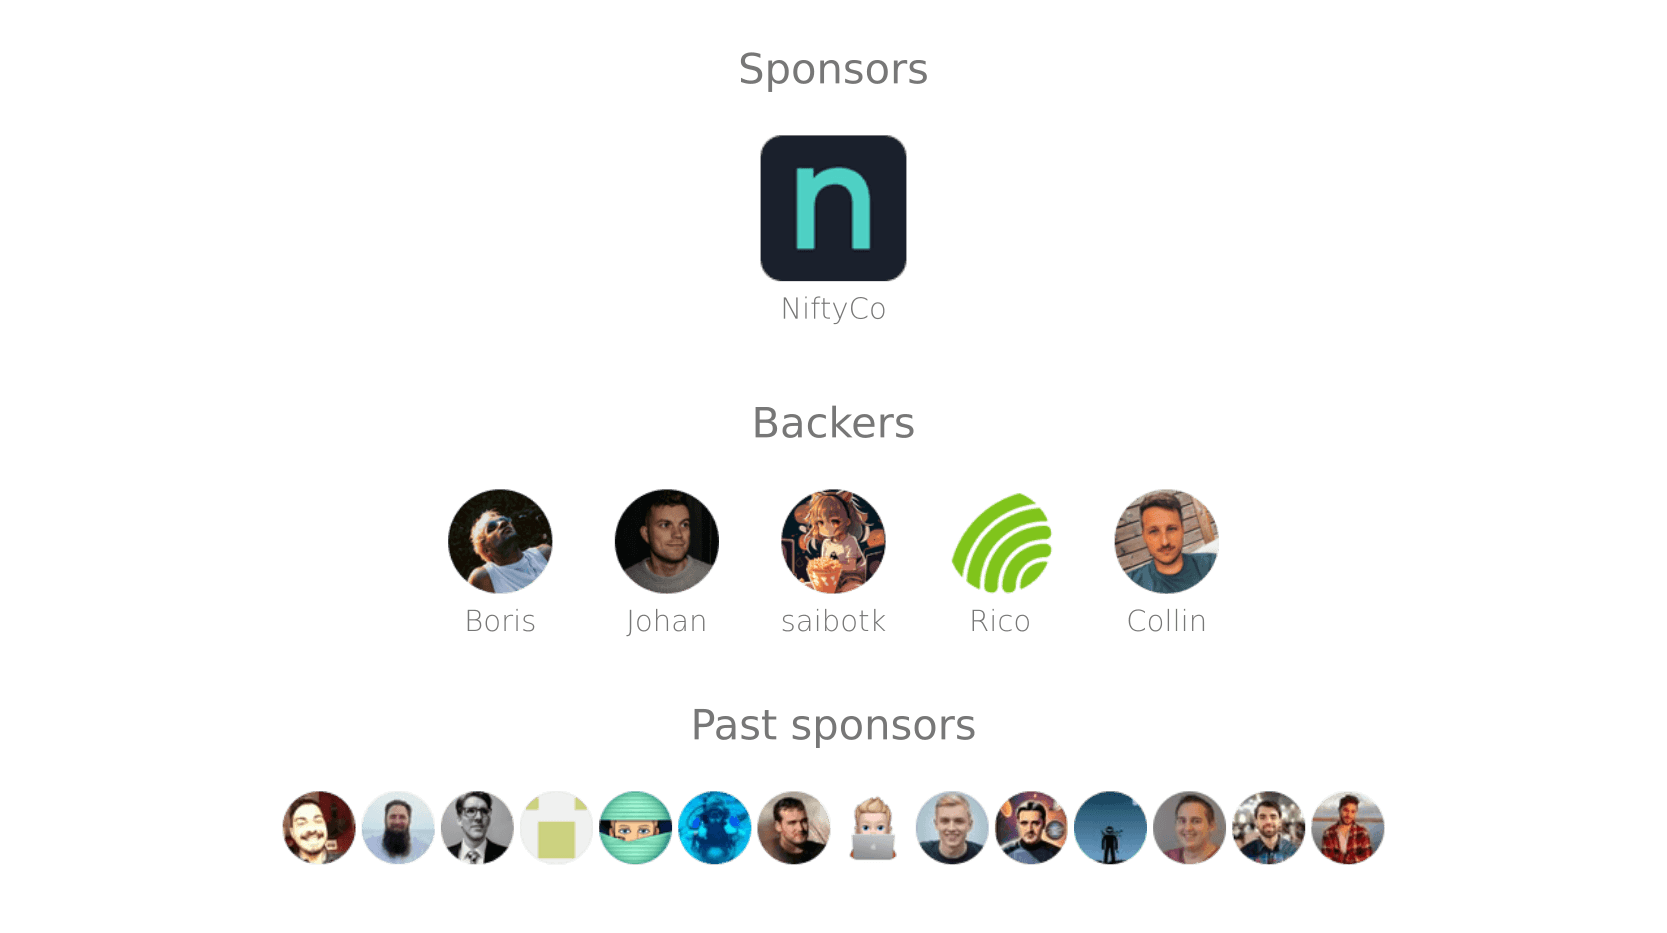 Sponsors
n
NiftyCo
Backers
Boris Johan saibotk Rico Collin
Past sponsors